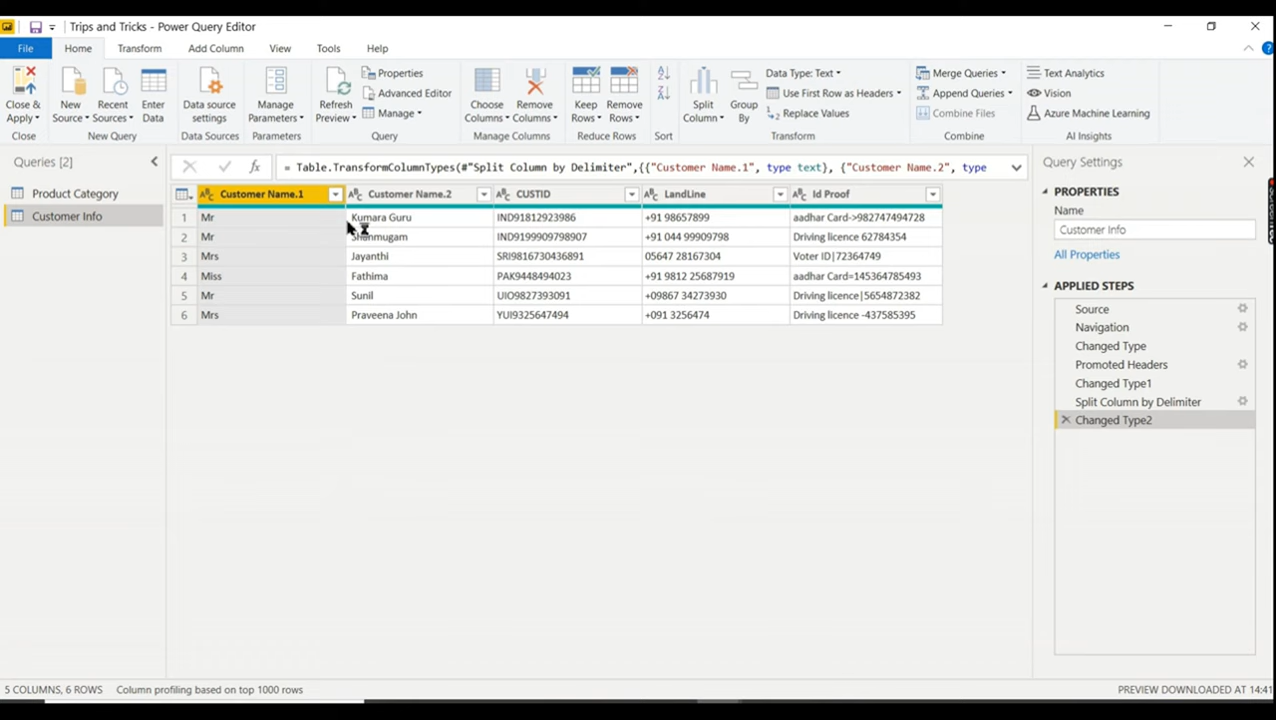 Trips and Tricks - Power Query Editor
File Home Transform Add Column View Tools Help
Close & Apply
New Source
Recent Sources
Enter Data
Data source settings
Manage Parameters
Refresh Preview
Properties
Advanced Editor
Manage
Choose Columns
Remove Columns
Keep Rows
Remove Rows
Split Column
Group By
Data Type: Text
Use First Row as Headers
Replace Values
Merge Queries
Append Queries
Combine Files
Text Analytics
Vision
Azure Machine Learning
Close New Query Data Sources Parameters Query Manage Columns Reduce Rows Sort Transform Combine AI Insights
Queries [2]
Product Category
Customer Info
fx = Table.TransformColumnTypes(#"Split Column by Delimiter",{{"Customer Name.1", type text}, {"Customer Name.2", type
Customer Name.1 Customer Name.2 CUSTID LandLine Id Proof
1 Mr Kumara Guru IND91812923986 +91 98657899 aadhar Card->982747494728
2 Mr Shanmugam IND9199909798907 +91 044 99909798 Driving licence 62784354
3 Mrs Jayanthi SRI9816730436891 05647 28167304 Voter ID|72364749
4 Miss Fathima PAK9448494023 +91 9812 25687919 aadhar Card=145364785493
5 Mr Sunil UIO9827393091 +09867 34273930 Driving licence|5654872382
6 Mrs Praveena John YUI9325647494 +091 3256474 Driving licence -437585395
Query Settings
PROPERTIES
Name
Customer Info
All Properties
APPLIED STEPS
Source
Navigation
Changed Type
Promoted Headers
Changed Type1
Split Column by Delimiter
Changed Type2
5 COLUMNS, 6 ROWS Column profiling based on top 1000 rows
PREVIEW DOWNLOADED AT 14:41